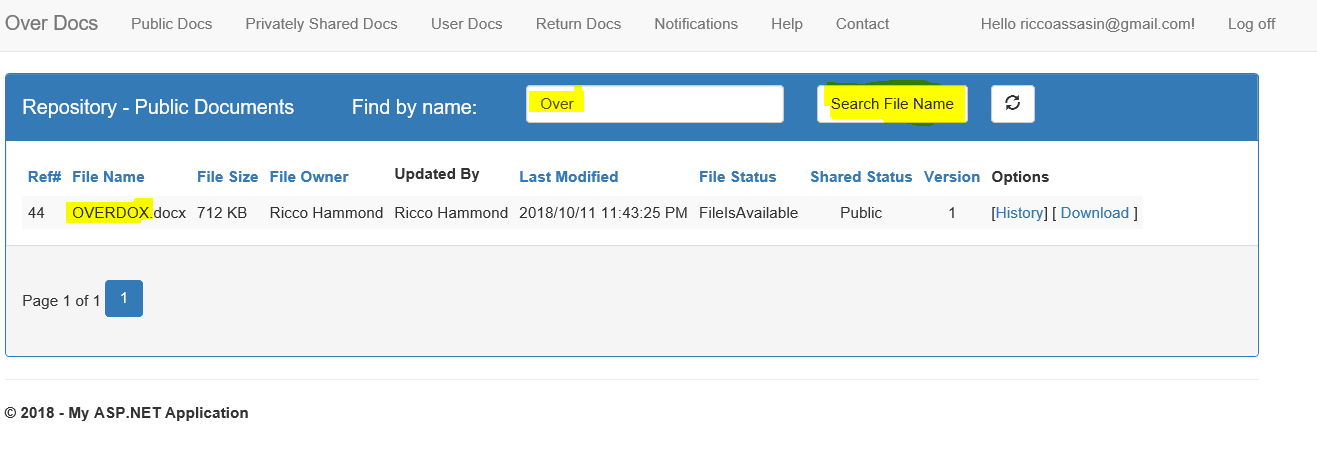 Over Docs Public Docs Privately Shared Docs User Docs Return Docs Notifications Help Contact Hello riccoassasin@gmail.com! Log off
Repository - Public Documents Find by name: Over Search File Name
Ref# File Name File Size File Owner Updated By Last Modified File Status Shared Status Version Options
44 OVERDOX.docx 712 KB Ricco Hammond Ricco Hammond 2018/10/11 11:43:25 PM FileIsAvailable Public 1 [History] [ Download ]
Page 1 of 1 1
© 2018 - My ASP.NET Application